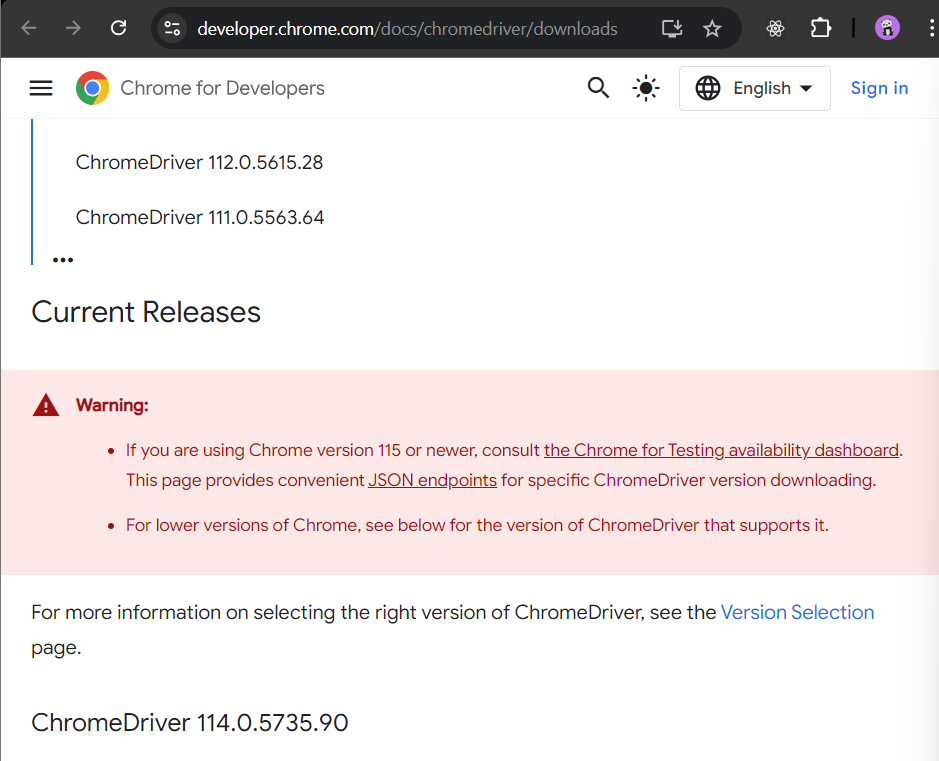 developer.chrome.com/docs/chromedriver/downloads
Chrome for Developers
English
Sign in
ChromeDriver 112.0.5615.28
ChromeDriver 111.0.5563.64
Current Releases
Warning:
If you are using Chrome version 115 or newer, consult the Chrome for Testing availability dashboard.
This page provides convenient JSON endpoints for specific ChromeDriver version downloading.
For lower versions of Chrome, see below for the version of ChromeDriver that supports it.
For more information on selecting the right version of ChromeDriver, see the Version Selection
page.
ChromeDriver 114.0.5735.90